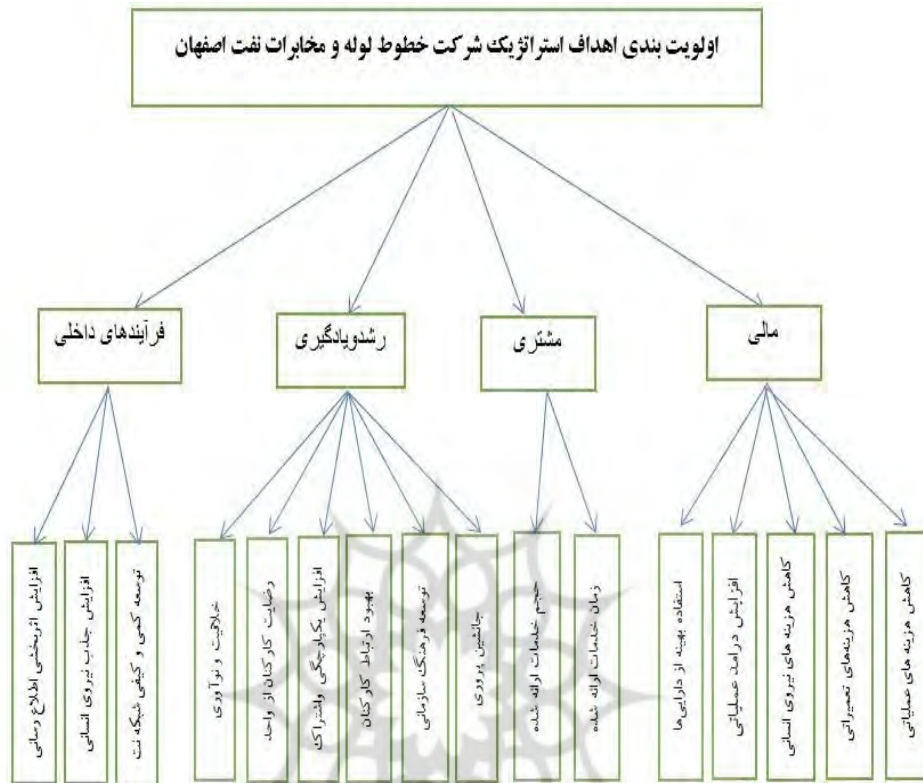 اولویت بندی اهداف استراتژیک شرکت خطوط لوله و مخابرات نفت اصفهان
مالی
مشتری
رشدویادگیری
فرآیندهای داخلی
کاهش هزینه های عملیاتی
کاهش هزینه‌های تعمیراتی
کاهش هزینه های نیروی انسانی
افزایش درامد عملیاتی
استفاده بهینه از دارایی‌ها
زمان خدمات ارائه شده
حجم خدمات ارائه شده
جانشین پروری
توسعه فرهنگ سازمانی
بهبود ارتباط کارکنان
افزایش یکپارچگی واشتراک
رضایت کارکنان از واحد
خلاقیت و نوآوری
توسعه کمی و کیفی شبکه نت
افزایش جذب نیروی انسانی
افزایش اثربخشی اطلاع رسانی